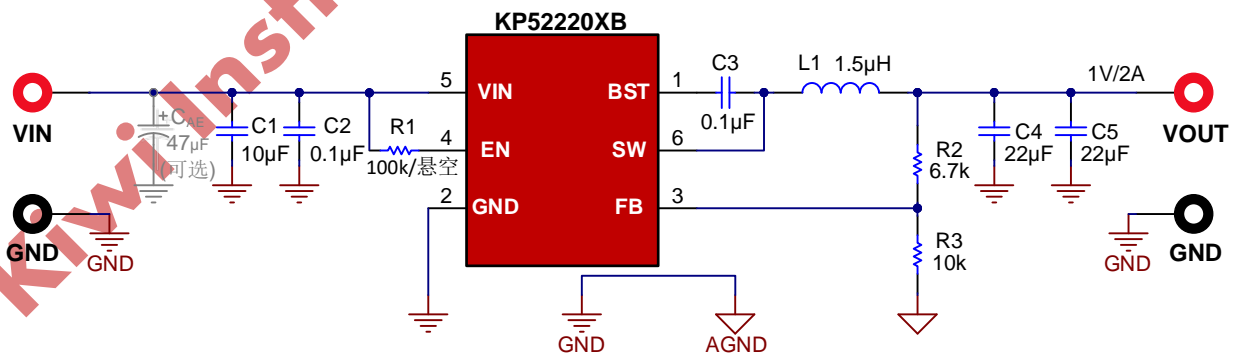 KP52220XB
VIN
GND
GND
+
CAE
47μF
(可选)
C1
10μF
C2
0.1μF
R1
100k/悬空
5
4
2
VIN
EN
GND
BST
SW
FB
1
6
3
C3
0.1μF
L1 1.5μH
R2
6.7k
R3
10k
C4
22μF
C5
22μF
1V/2A
VOUT
GND
GND
GND
AGND